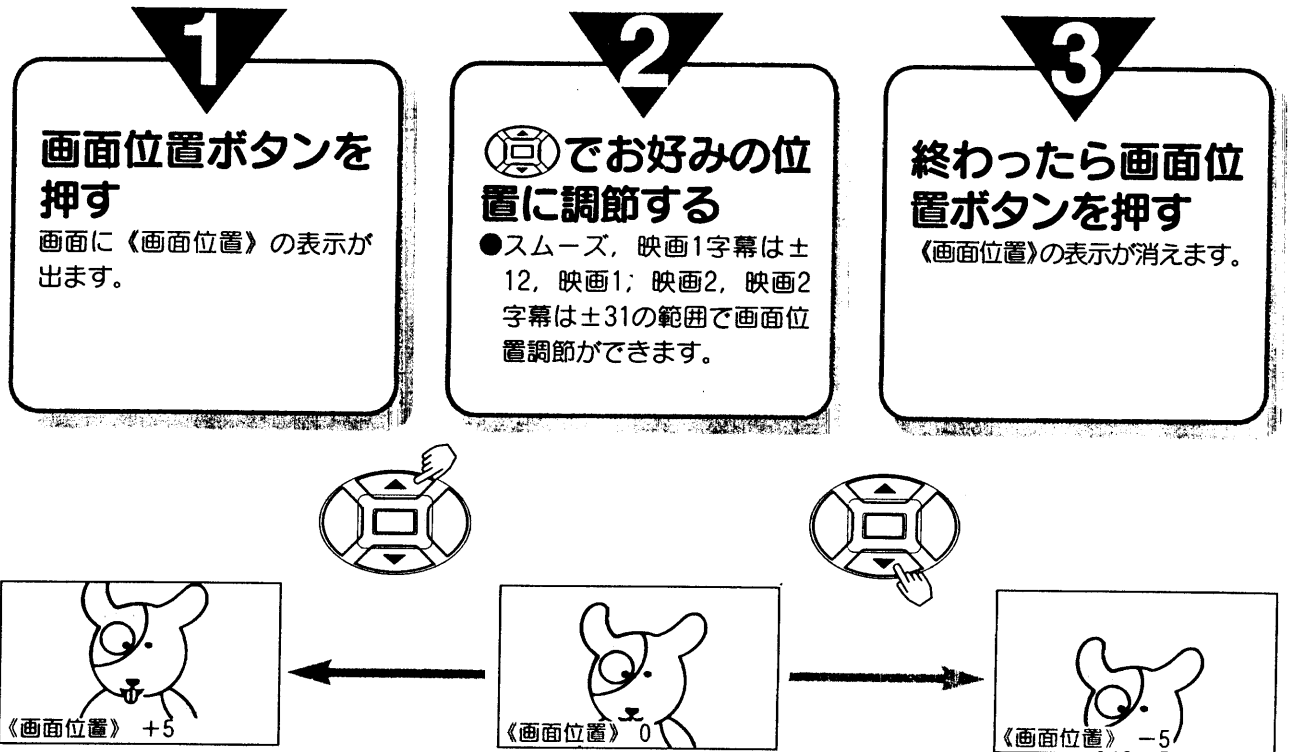 1
画面位置ボタンを
押す
画面に《画面位置》の表示が
出ます。
2
でお好みの位
置に調節する
●スムーズ，映画1字幕は±
12，映画1；映画2，映画2
字幕は±31の範囲で画面位
置調節ができます。
3
終わったら画面位
置ボタンを押す
《画面位置》の表示が消えます。
《画面位置》 +5
《画面位置》 0
《画面位置》 −5